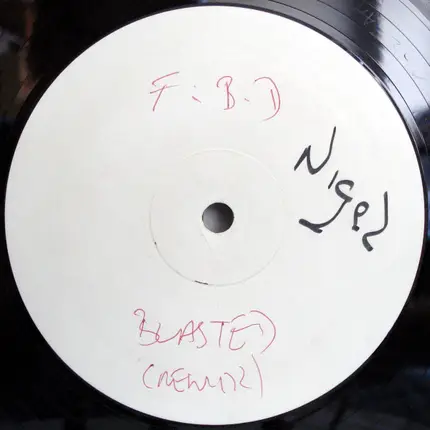 F.B.D
Nigel
BLASTED
(REMIX)